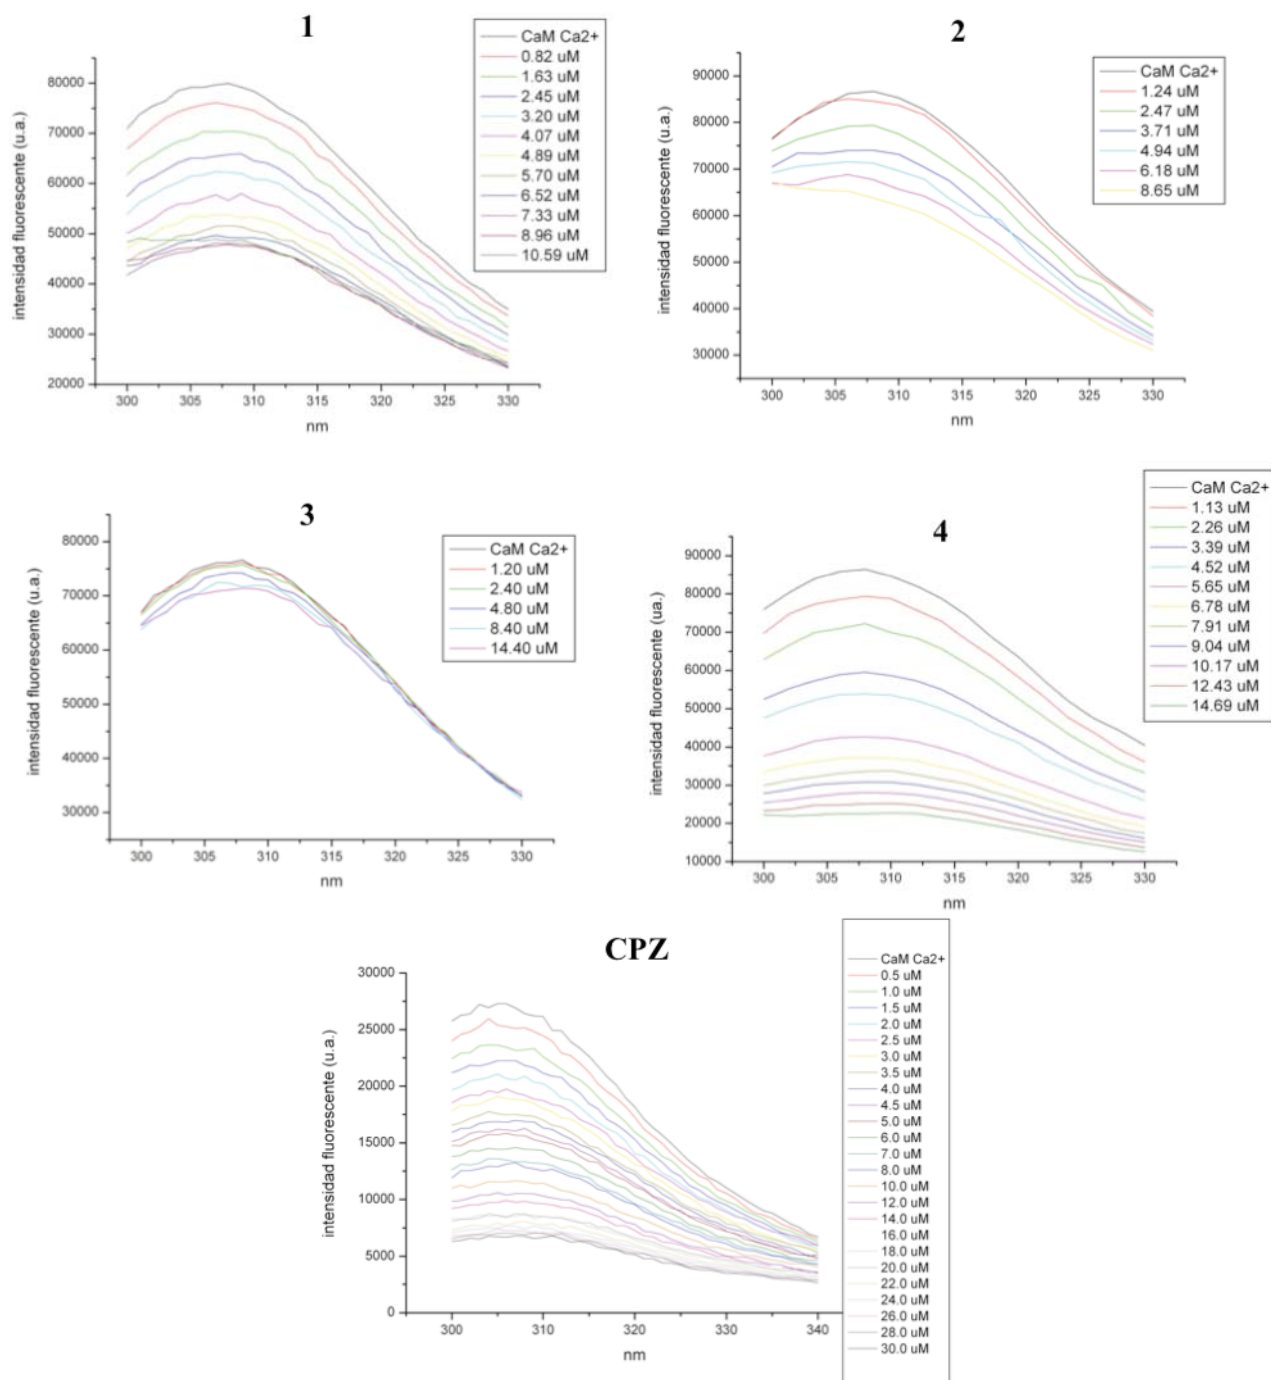 1
CaM Ca2+
0.82 uM
1.63 uM
2.45 uM
3.20 uM
4.07 uM
4.89 uM
5.70 uM
6.52 uM
7.33 uM
8.96 uM
10.59 uM
intensidad fluorescente (u.a.)
80000
70000
60000
50000
40000
30000
20000
300 305 310 315 320 325 330
nm
2
CaM Ca2+
1.24 uM
2.47 uM
3.71 uM
4.94 uM
6.18 uM
8.65 uM
intensidad fluorescente (u.a.)
90000
80000
70000
60000
50000
40000
30000
300 305 310 315 320 325 330
nm
3
CaM Ca2+
1.20 uM
2.40 uM
4.80 uM
8.40 uM
14.40 uM
intensidad fluorescente (u.a.)
80000
70000
60000
50000
40000
30000
300 305 310 315 320 325 330
nm
4
CaM Ca2+
1.13 uM
2.26 uM
3.39 uM
4.52 uM
5.65 uM
6.78 uM
7.91 uM
9.04 uM
10.17 uM
12.43 uM
14.69 uM
intensidad fluorescente (ua.)
90000
80000
70000
60000
50000
40000
30000
20000
10000
300 305 310 315 320 325 330
nm
CPZ
CaM Ca2+
0.5 uM
1.0 uM
1.5 uM
2.0 uM
2.5 uM
3.0 uM
3.5 uM
4.0 uM
4.5 uM
5.0 uM
6.0 uM
7.0 uM
8.0 uM
10.0 uM
12.0 uM
14.0 uM
16.0 uM
18.0 uM
20.0 uM
22.0 uM
24.0 uM
26.0 uM
28.0 uM
30.0 uM
intensidad fluorescente (u.a.)
30000
25000
20000
15000
10000
5000
0
300 310 320 330 340
nm